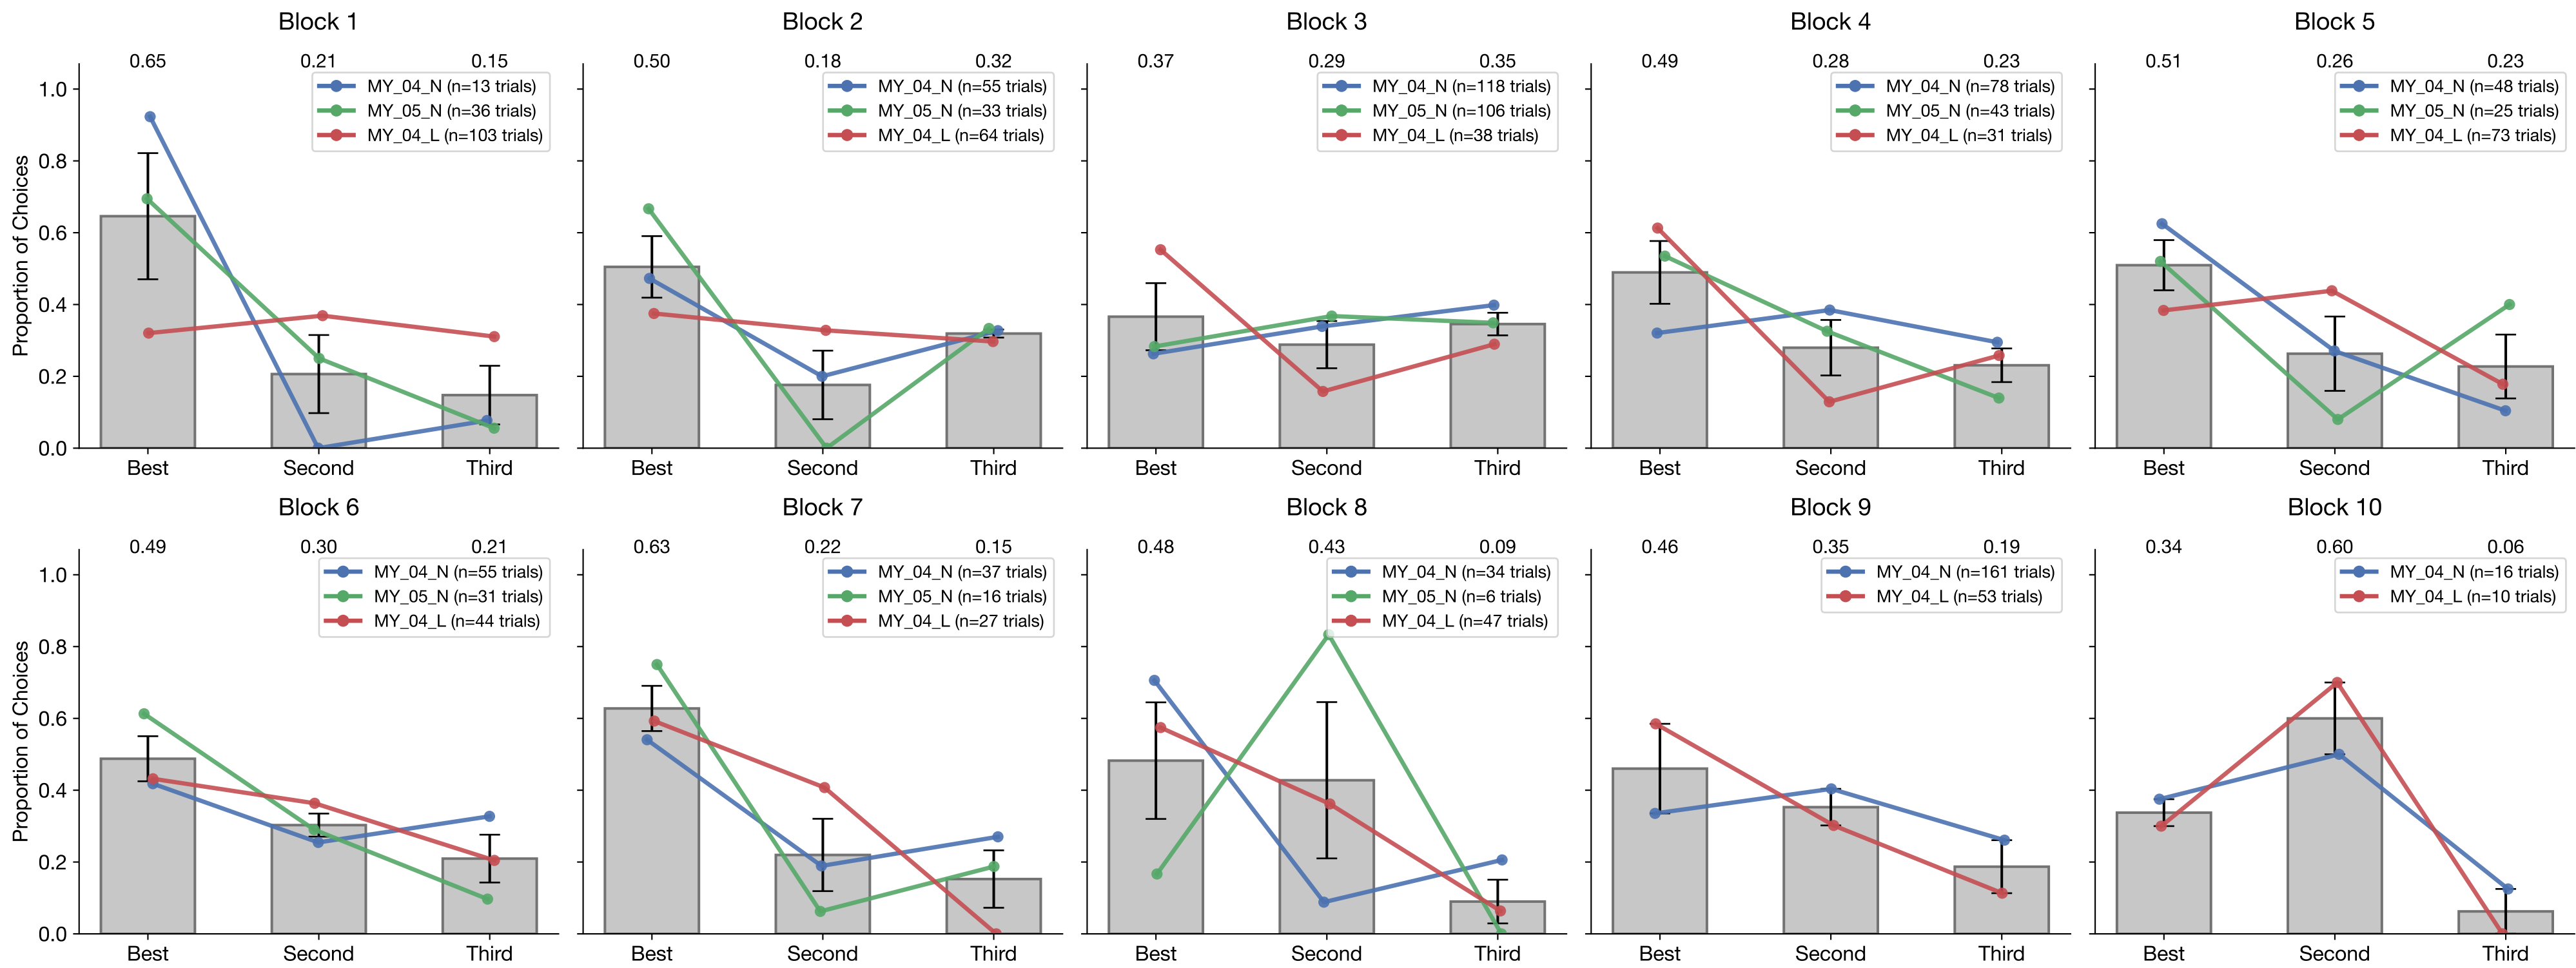 Block 1
0.65 0.21 0.15
MY_04_N (n=13 trials)
MY_05_N (n=36 trials)
MY_04_L (n=103 trials)
Proportion of Choices
1.0
0.8
0.6
0.4
0.2
0.0
Best Second Third
Block 2
0.50 0.18 0.32
MY_04_N (n=55 trials)
MY_05_N (n=33 trials)
MY_04_L (n=64 trials)
Best Second Third
Block 3
0.37 0.29 0.35
MY_04_N (n=118 trials)
MY_05_N (n=106 trials)
MY_04_L (n=38 trials)
Best Second Third
Block 4
0.49 0.28 0.23
MY_04_N (n=78 trials)
MY_05_N (n=43 trials)
MY_04_L (n=31 trials)
Best Second Third
Block 5
0.51 0.26 0.23
MY_04_N (n=48 trials)
MY_05_N (n=25 trials)
MY_04_L (n=73 trials)
Best Second Third
Block 6
0.49 0.30 0.21
MY_04_N (n=55 trials)
MY_05_N (n=31 trials)
MY_04_L (n=44 trials)
Proportion of Choices
1.0
0.8
0.6
0.4
0.2
0.0
Best Second Third
Block 7
0.63 0.22 0.15
MY_04_N (n=37 trials)
MY_05_N (n=16 trials)
MY_04_L (n=27 trials)
Best Second Third
Block 8
0.48 0.43 0.09
MY_04_N (n=34 trials)
MY_05_N (n=6 trials)
MY_04_L (n=47 trials)
Best Second Third
Block 9
0.46 0.35 0.19
MY_04_N (n=161 trials)
MY_04_L (n=53 trials)
Best Second Third
Block 10
0.34 0.60 0.06
MY_04_N (n=16 trials)
MY_04_L (n=10 trials)
Best Second Third